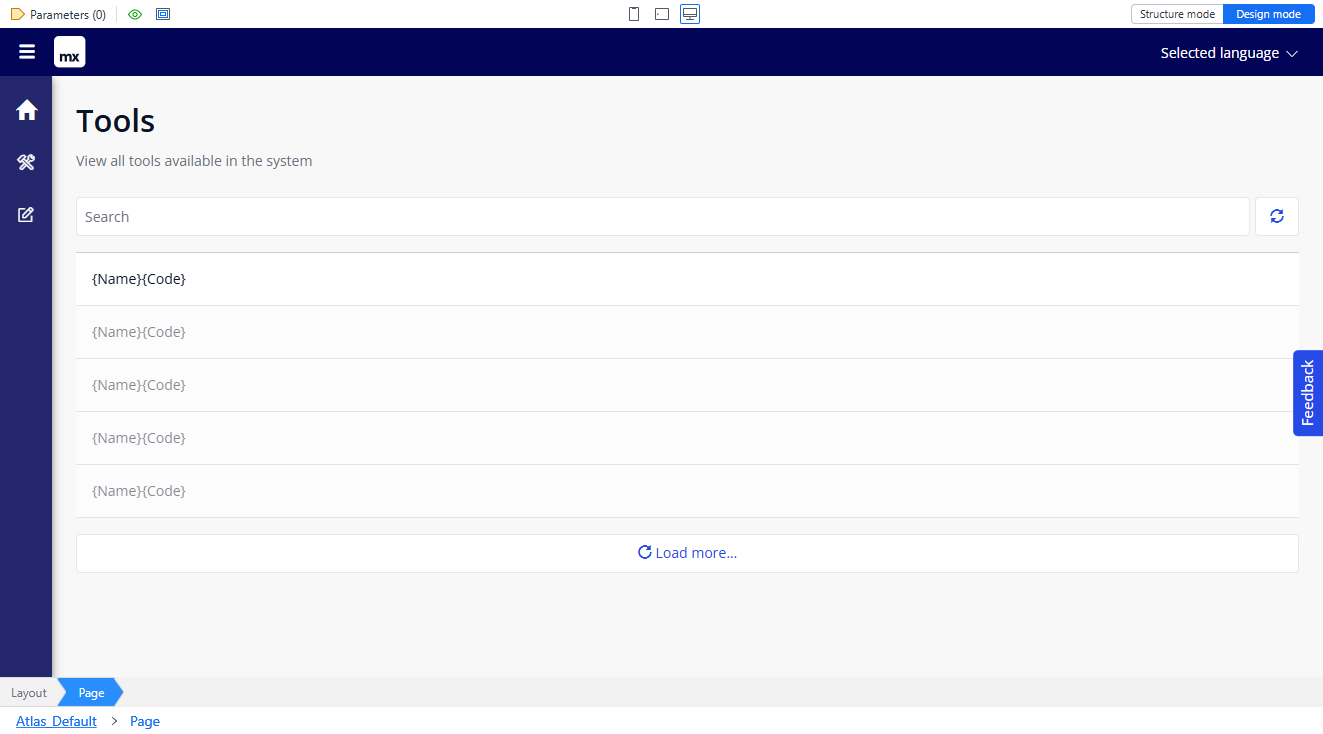 Parameters (0)
Structure mode
Design mode
mx
Selected language
Tools
View all tools available in the system
Search
{Name}{Code}
{Name}{Code}
{Name}{Code}
{Name}{Code}
{Name}{Code}
Feedback
Load more...
Layout
Page
Atlas_Default > Page